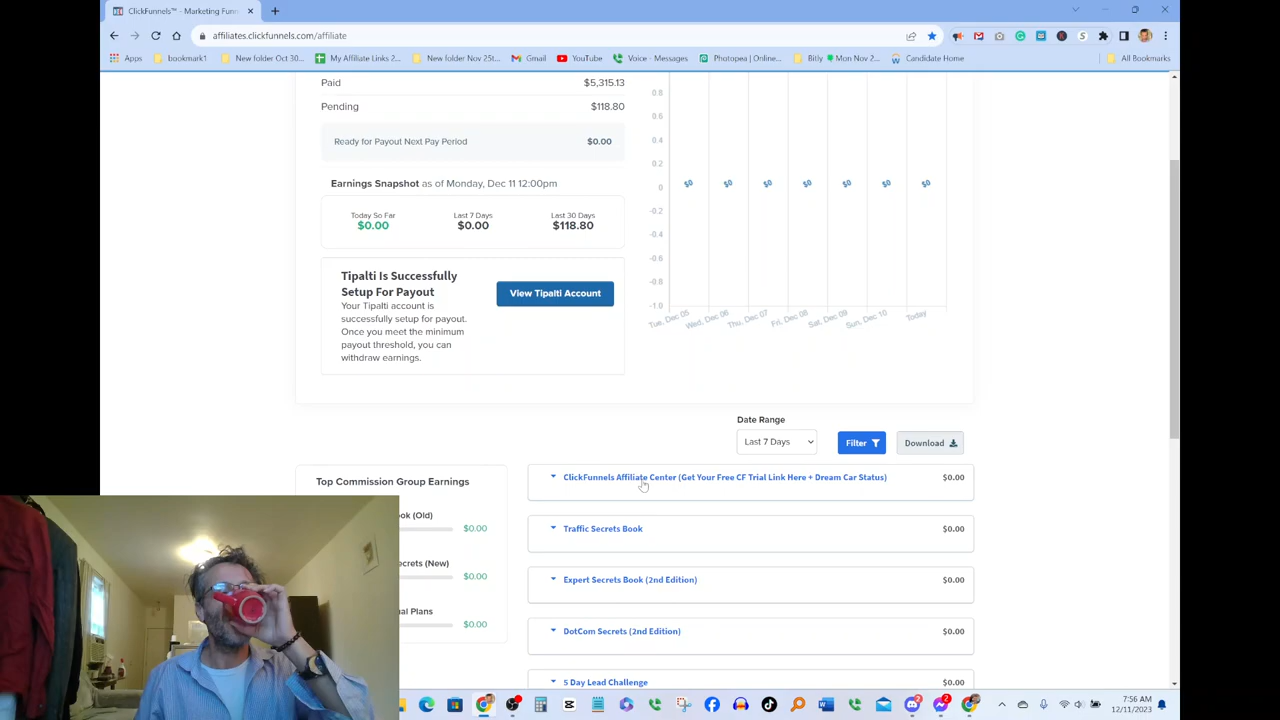 ClickFunnels™ - Marketing Funn
affiliates.clickfunnels.com/affiliate
Apps
bookmark1
New folder Oct 30...
My Affiliate Links 2...
New folder Nov 25t...
Gmail
YouTube
Voice - Messages
Photopea | Online...
Bitly
Mon Nov 2...
Candidate Home
All Bookmarks
Paid $5,315.13
Pending $118.80
Ready for Payout Next Pay Period $0.00
Earnings Snapshot as of Monday, Dec 11 12:00pm
Today So Far Last 7 Days Last 30 Days
$0.00 $0.00 $118.80
Tipalti Is Successfully
Setup For Payout
Your Tipalti account is
successfully setup for payout.
Once you meet the minimum
payout threshold, you can
withdraw earnings.
View Tipalti Account
0.8
0.6
0.4
0.2
0
-0.2
-0.4
-0.6
-0.8
-1.0
$0 $0 $0 $0 $0 $0 $0
Tue, Dec 05 Wed, Dec 06 Thu, Dec 07 Fri, Dec 08 Sat, Dec 09 Sun, Dec 10 Today
Date Range
Last 7 Days
Filter
Download
Top Commission Group Earnings
ok (Old)
$0.00
ecrets (New)
$0.00
al Plans
$0.00
ClickFunnels Affiliate Center (Get Your Free CF Trial Link Here + Dream Car Status) $0.00
Traffic Secrets Book $0.00
Expert Secrets Book (2nd Edition) $0.00
DotCom Secrets (2nd Edition) $0.00
5 Day Lead Challenge $0.00
7:56 AM
12/11/2023